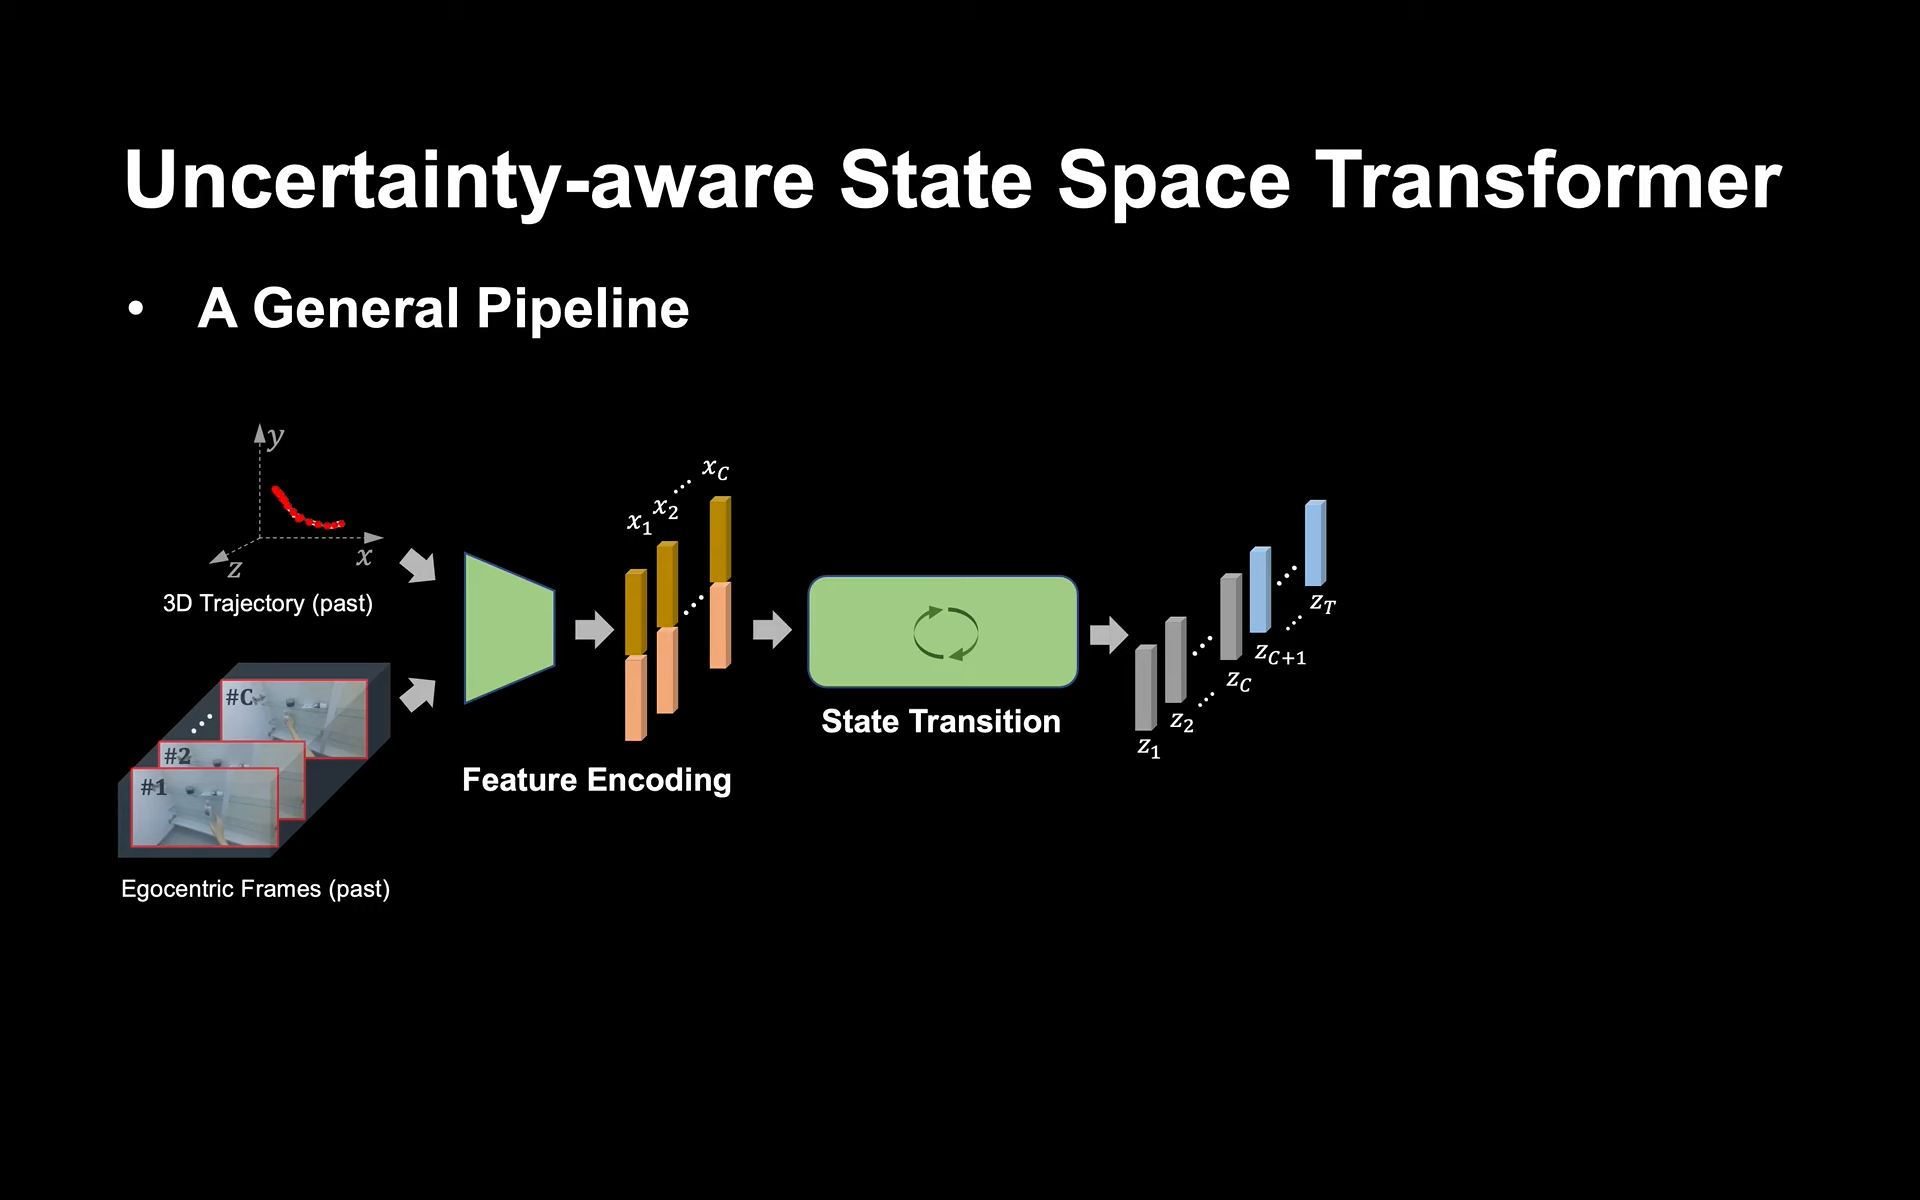 Uncertainty-aware State Space Transformer
• A General Pipeline
y
x
z
3D Trajectory (past)
#C
#2
#1
Egocentric Frames (past)
x₁ x₂ x_C
Feature Encoding
State Transition
z₁ z₂ z_C z_{C+1} z_T